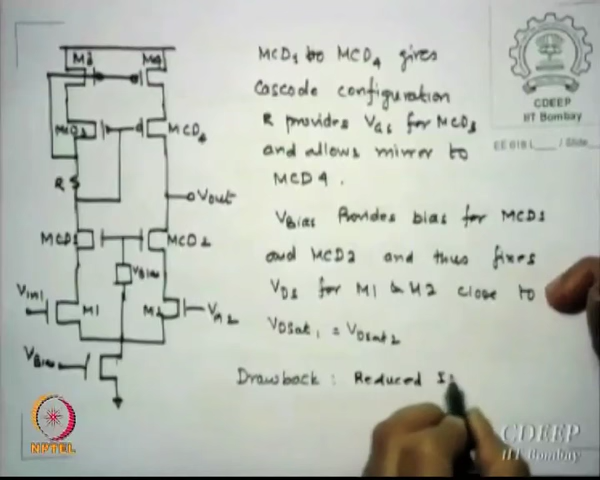 M3
M4
MCD3
MCD4
R
Vout
MCD1
MCD2
VBias
Vin1
M1
M2
Vin2
VBias
MCD1 to MCD4 gives
Cascode configuration
R provides VGS for MCD3
and allows mirror to
MCD4.
VBias Provides bias for MCD1
and MCD2 and thus fixes
VDS for M1 & M2 close to
VDSat1 = VDSat2
Drawback: Reduced
CDEEP
IIT Bombay
EE 618 L___ / Slide
NPTEL
CDEEP
IIT Bombay